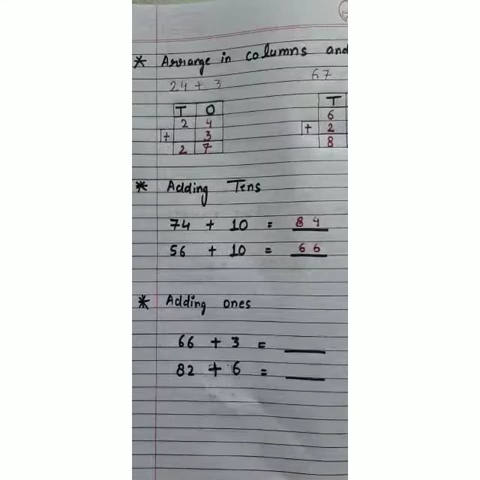 * Arrange in columns and
24 + 3 67
T O T
2 4 6
+ 3 + 2
2 7 8
* Adding Tens
74 + 10 = 84
56 + 10 = 66
* Adding ones
66 + 3 =
82 + 6 =